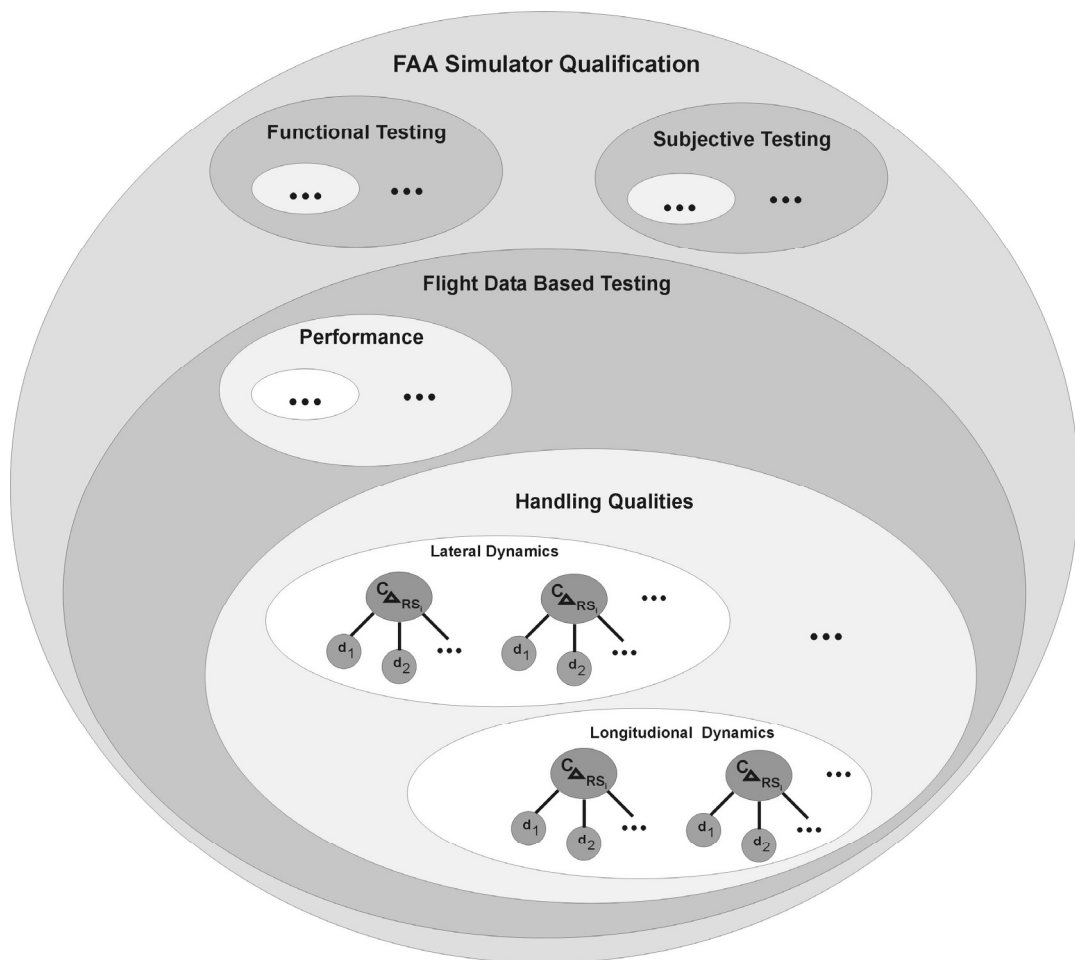 FAA Simulator Qualification
Functional Testing
Subjective Testing
... ...
... ...
Flight Data Based Testing
Performance
... ...
Handling Qualities
Lateral Dynamics
CΔRSi CΔRSi ...
d1 d2 ... d1 d2 ...
...
Longitudional Dynamics
CΔRSi CΔRSi ...
d1 d2 ... d1 d2 ...